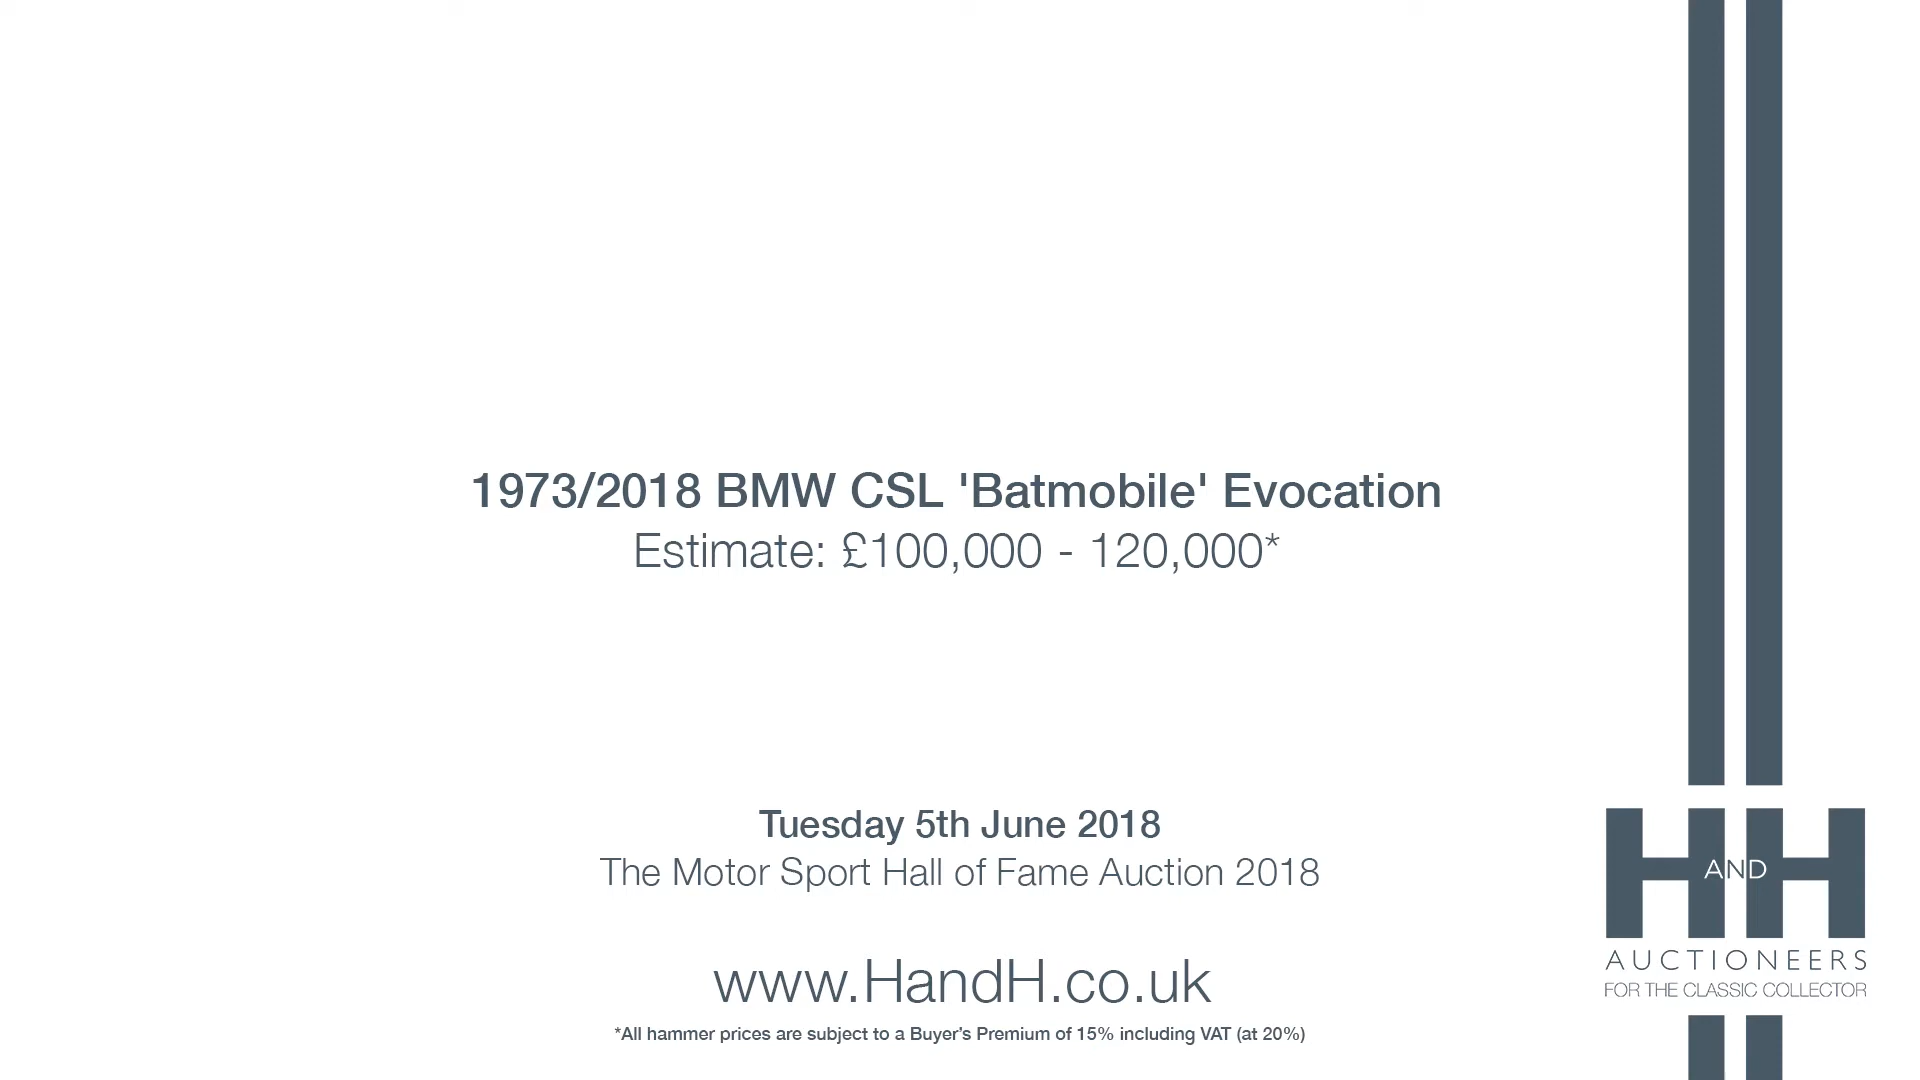 1973/2018 BMW CSL 'Batmobile' Evocation
Estimate: £100,000 - 120,000*
Tuesday 5th June 2018
The Motor Sport Hall of Fame Auction 2018
www.HandH.co.uk
*All hammer prices are subject to a Buyer's Premium of 15% including VAT (at 20%)
H AND H
AUCTIONEERS
FOR THE CLASSIC COLLECTOR